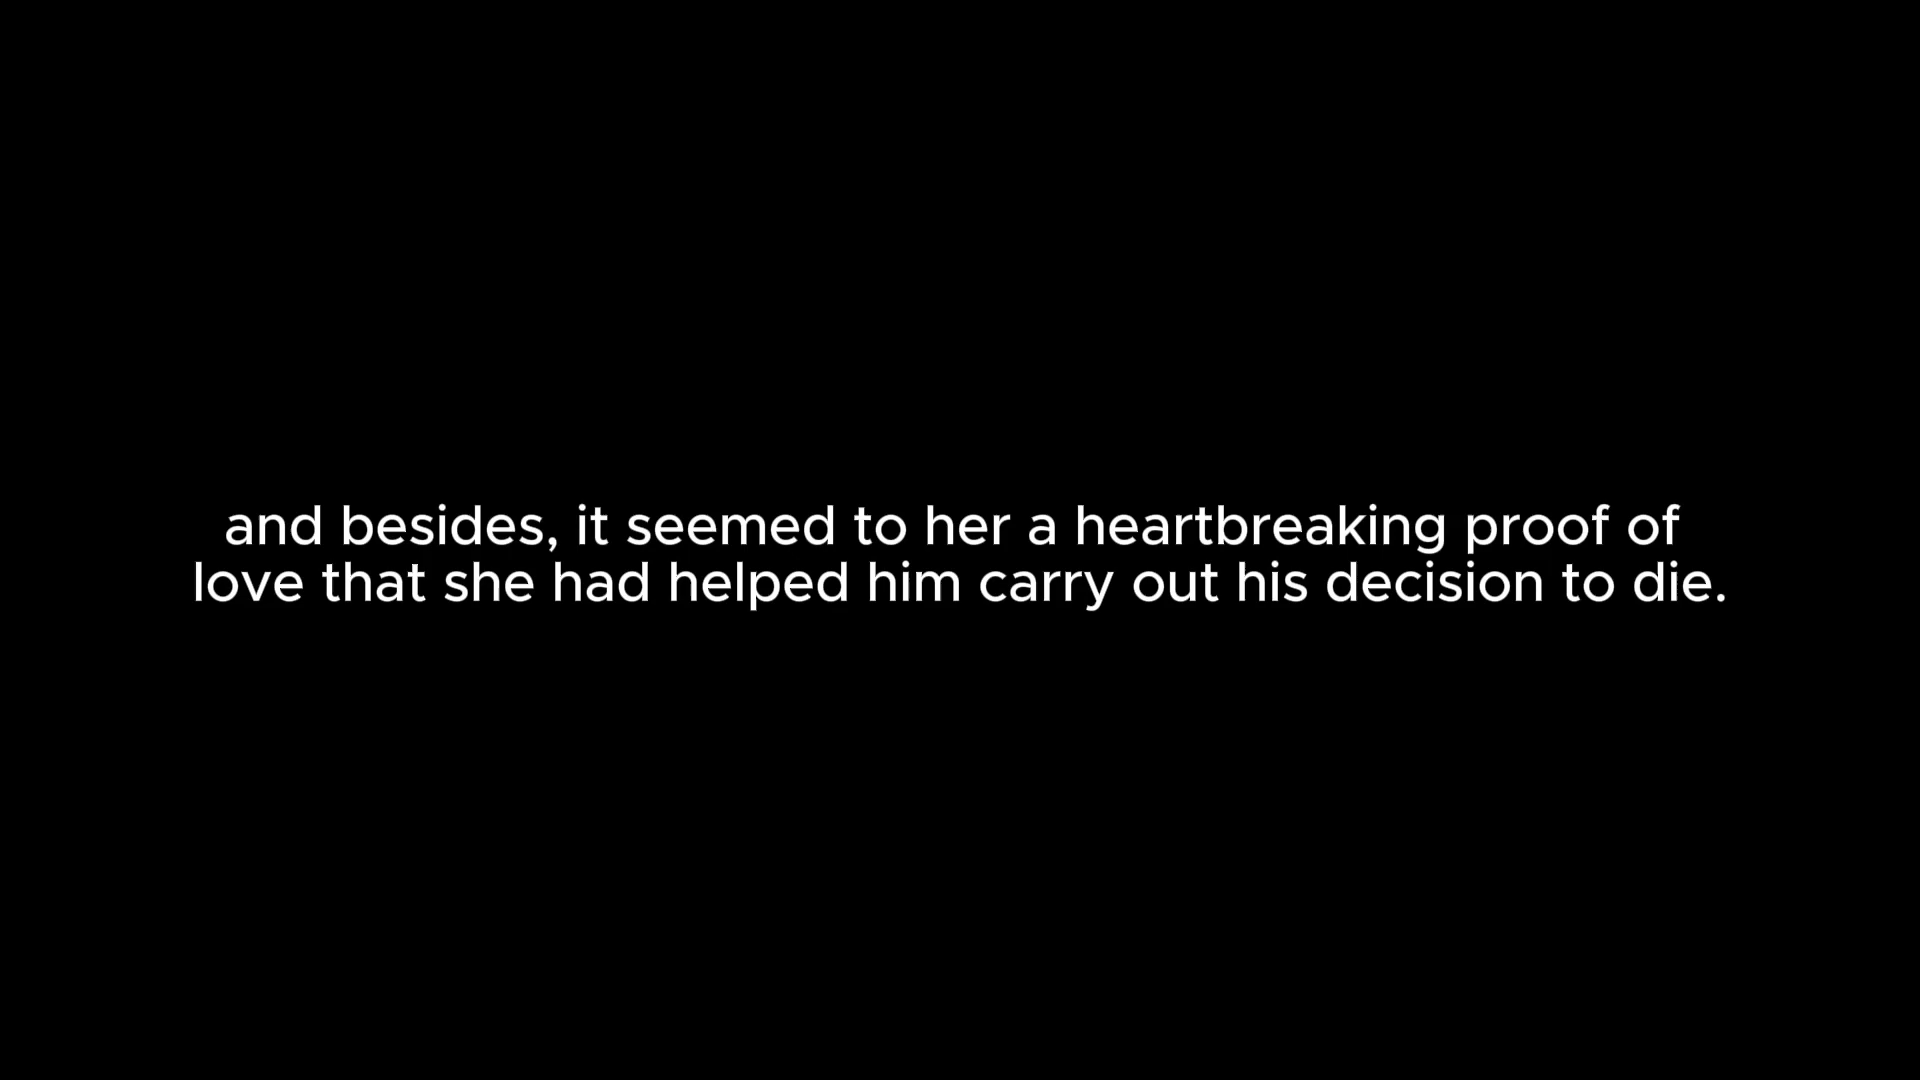 and besides, it seemed to her a heartbreaking proof of
love that she had helped him carry out his decision to die.